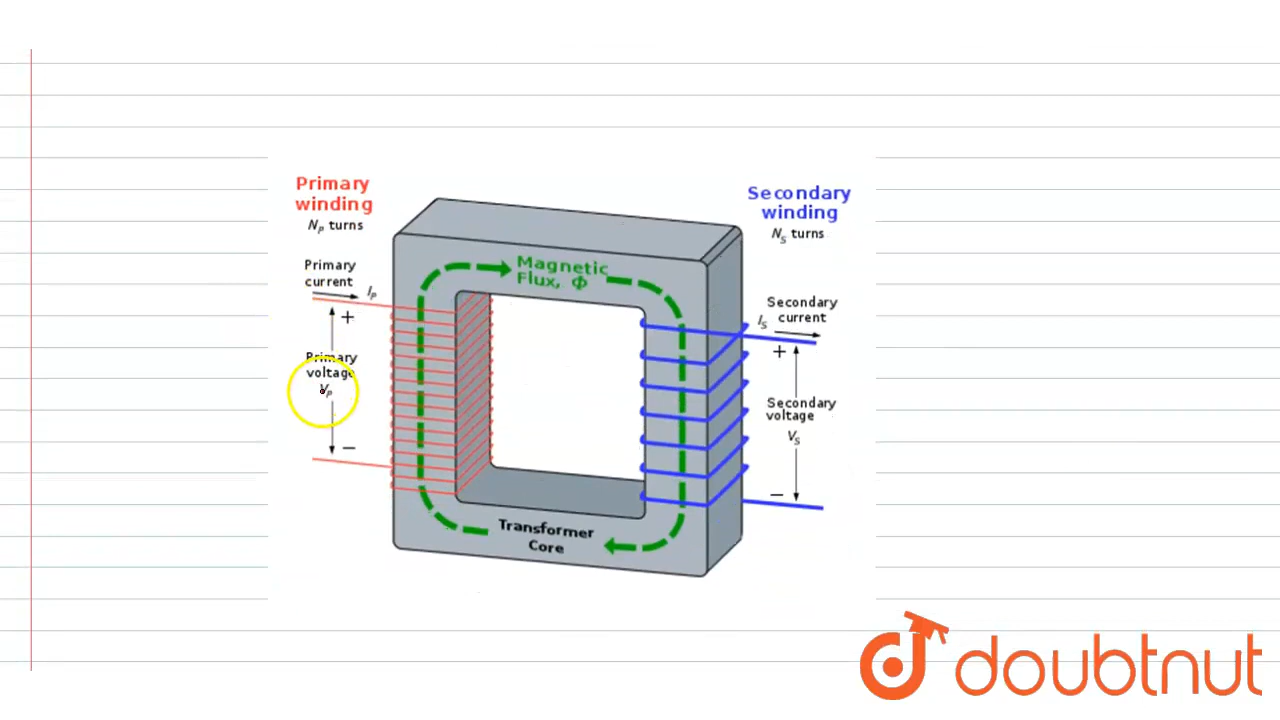 Primary
winding
NP turns
Primary
current
IP
+
Primary
voltage
VP
−
Magnetic
Flux, Φ
Transformer
Core
Secondary
winding
NS turns
Secondary
current
IS
+
Secondary
voltage
VS
−
doubtnut